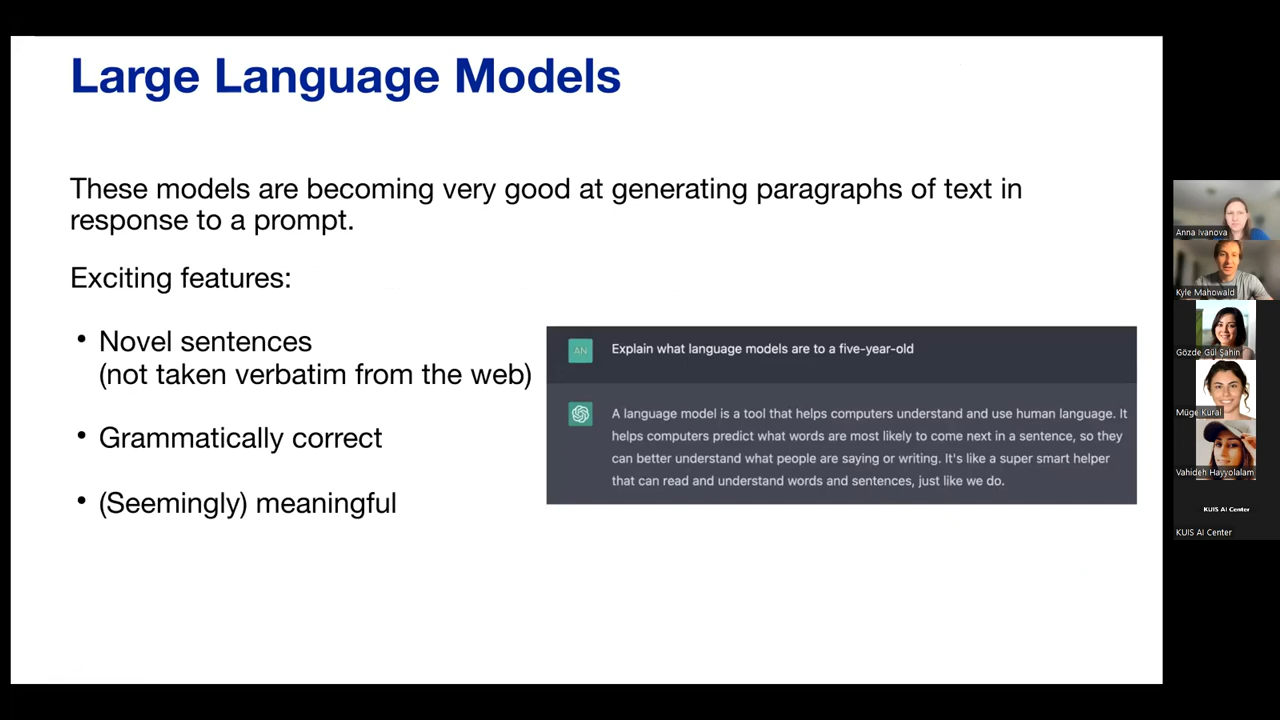 Large Language Models
These models are becoming very good at generating paragraphs of text in
response to a prompt.
Exciting features:
• Novel sentences
(not taken verbatim from the web)
• Grammatically correct
• (Seemingly) meaningful
AN
Explain what language models are to a five-year-old
A language model is a tool that helps computers understand and use human language. It
helps computers predict what words are most likely to come next in a sentence, so they
can better understand what people are saying or writing. It's like a super smart helper
that can read and understand words and sentences, just like we do.
Anna Ivanova
Kyle Mahowald
Gözde Gül Şahin
Müge Kural
Vahideh Hayyolalam
KUIS AI Center
KUIS AI Center